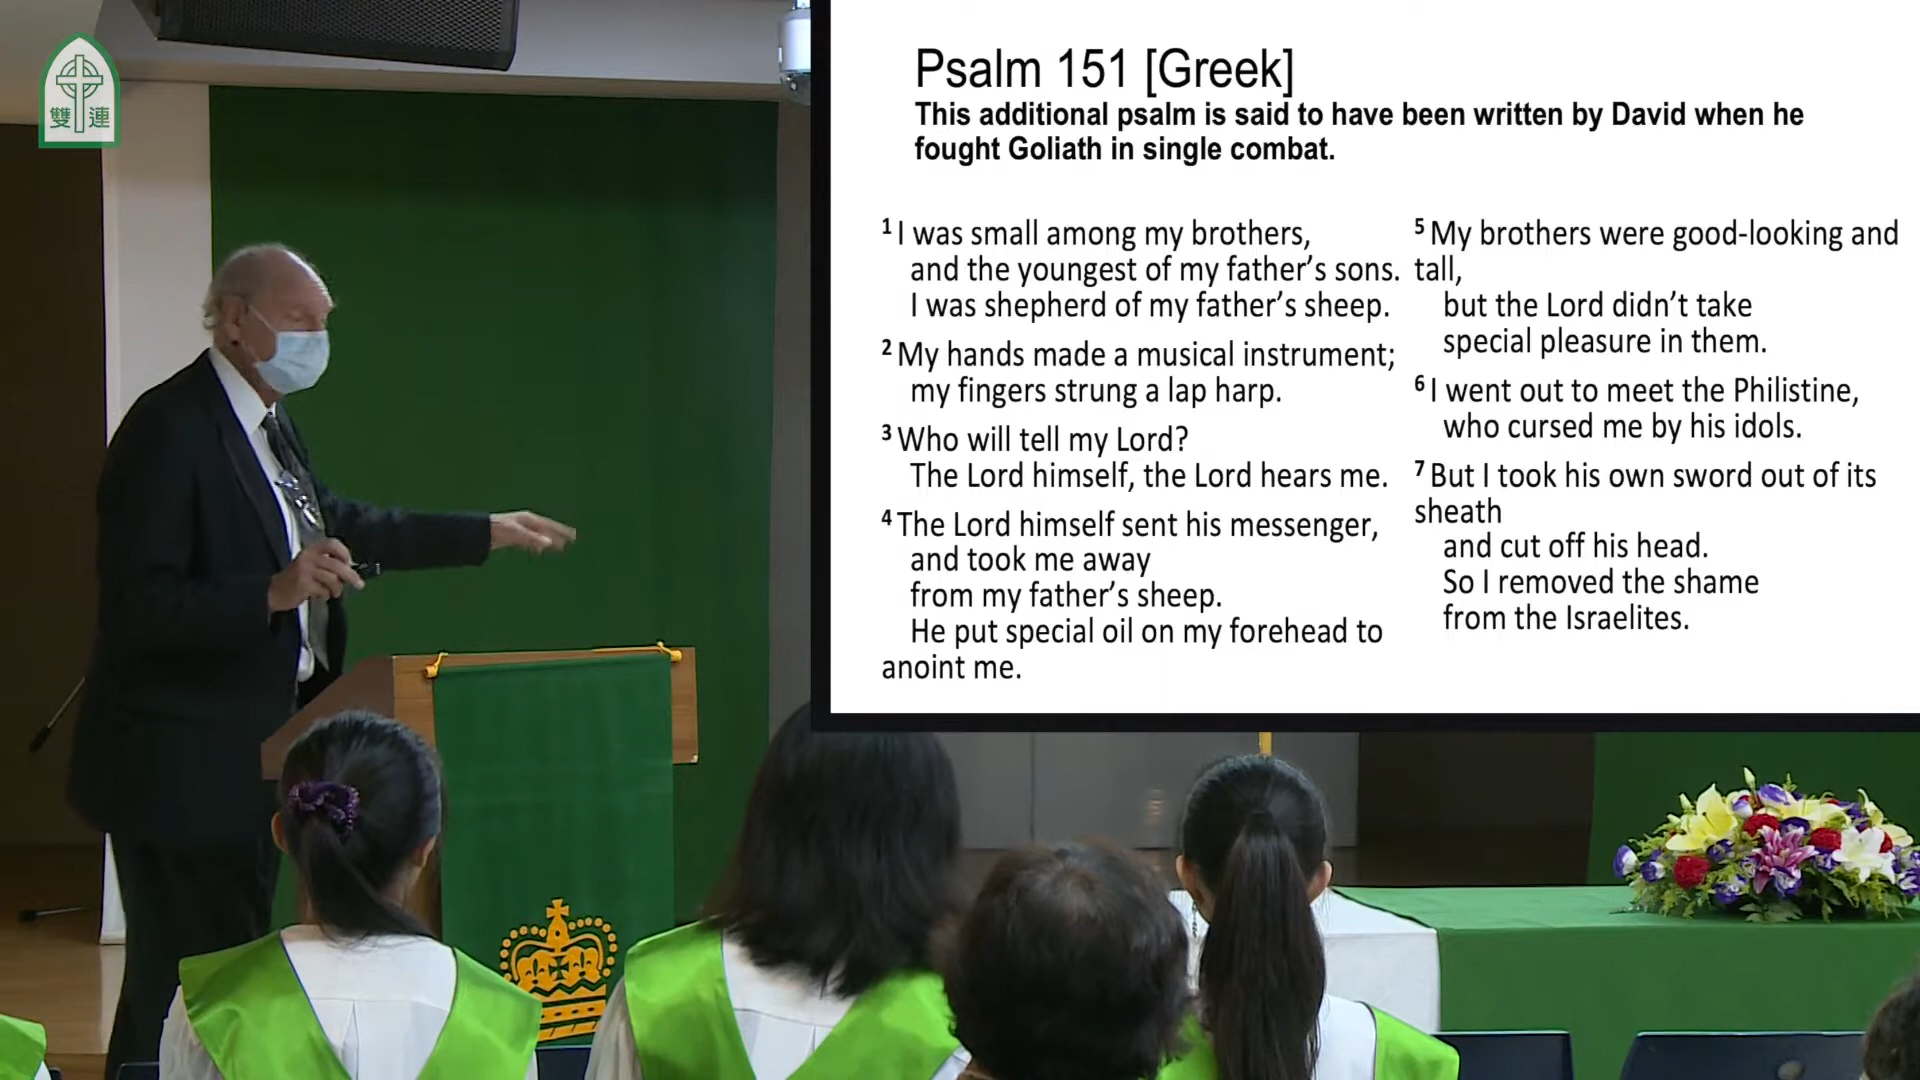 雙連
Psalm 151 [Greek]
This additional psalm is said to have been written by David when he
fought Goliath in single combat.
1 I was small among my brothers,
and the youngest of my father’s sons.
I was shepherd of my father’s sheep.
2 My hands made a musical instrument;
my fingers strung a lap harp.
3 Who will tell my Lord?
The Lord himself, the Lord hears me.
4 The Lord himself sent his messenger,
and took me away
from my father’s sheep.
He put special oil on my forehead to
anoint me.
5 My brothers were good-looking and
tall,
but the Lord didn’t take
special pleasure in them.
6 I went out to meet the Philistine,
who cursed me by his idols.
7 But I took his own sword out of its
sheath
and cut off his head.
So I removed the shame
from the Israelites.